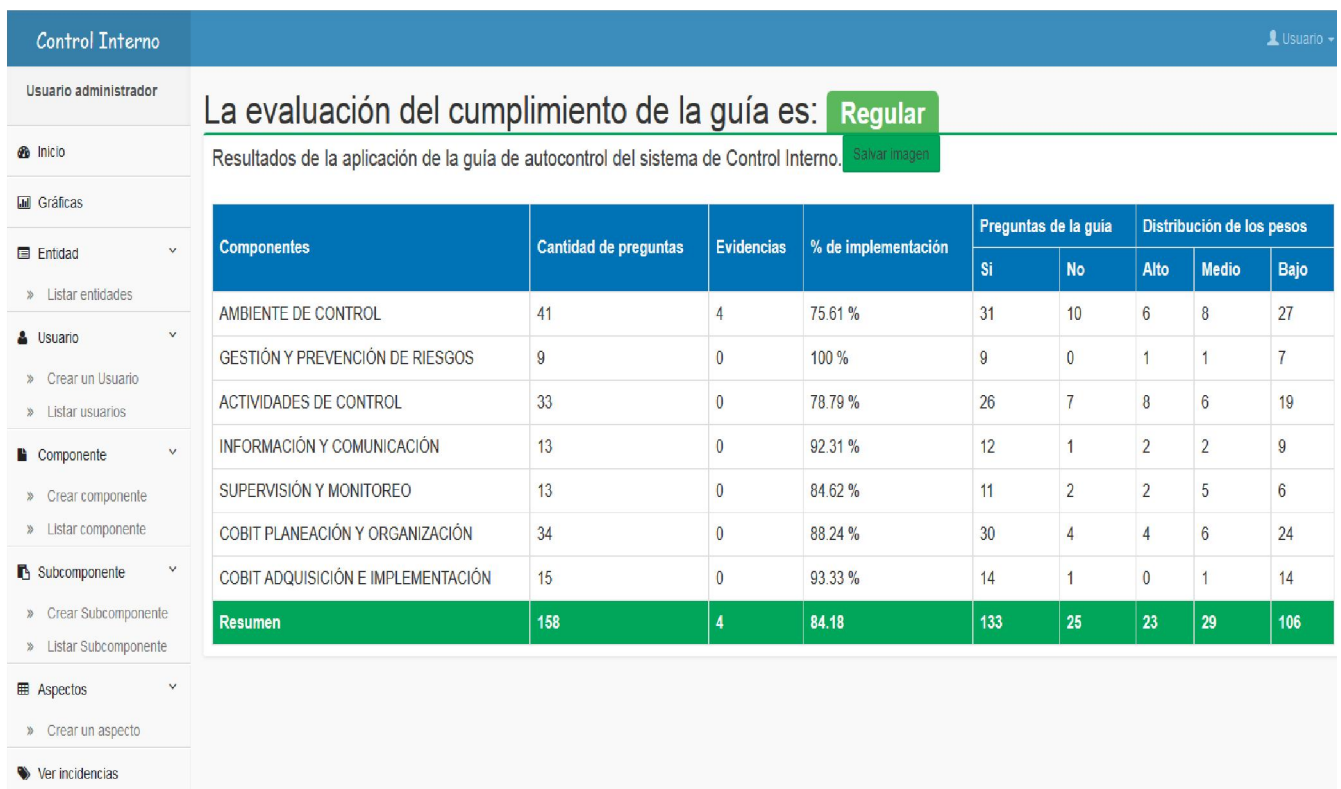 Control Interno
Usuario
Usuario administrador
Inicio
Gráficas
Entidad
Listar entidades
Usuario
Crear un Usuario
Listar usuarios
Componente
Crear componente
Listar componente
Subcomponente
Crear Subcomponente
Listar Subcomponente
Aspectos
Crear un aspecto
Ver incidencias
La evaluación del cumplimiento de la guía es: Regular
Resultados de la aplicación de la guía de autocontrol del sistema de Control Interno. Salvar imagen
Componentes Cantidad de preguntas Evidencias % de implementación Preguntas de la guía Distribución de los pesos
Si No Alto Medio Bajo
AMBIENTE DE CONTROL 41 4 75.61 % 31 10 6 8 27
GESTIÓN Y PREVENCIÓN DE RIESGOS 9 0 100 % 9 0 1 1 7
ACTIVIDADES DE CONTROL 33 0 78.79 % 26 7 8 6 19
INFORMACIÓN Y COMUNICACIÓN 13 0 92.31 % 12 1 2 2 9
SUPERVISIÓN Y MONITOREO 13 0 84.62 % 11 2 2 5 6
COBIT PLANEACIÓN Y ORGANIZACIÓN 34 0 88.24 % 30 4 4 6 24
COBIT ADQUISICIÓN E IMPLEMENTACIÓN 15 0 93.33 % 14 1 0 1 14
Resumen 158 4 84.18 133 25 23 29 106